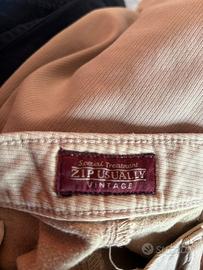 Special Treatment
ZIP USUALLY
VINTAGE